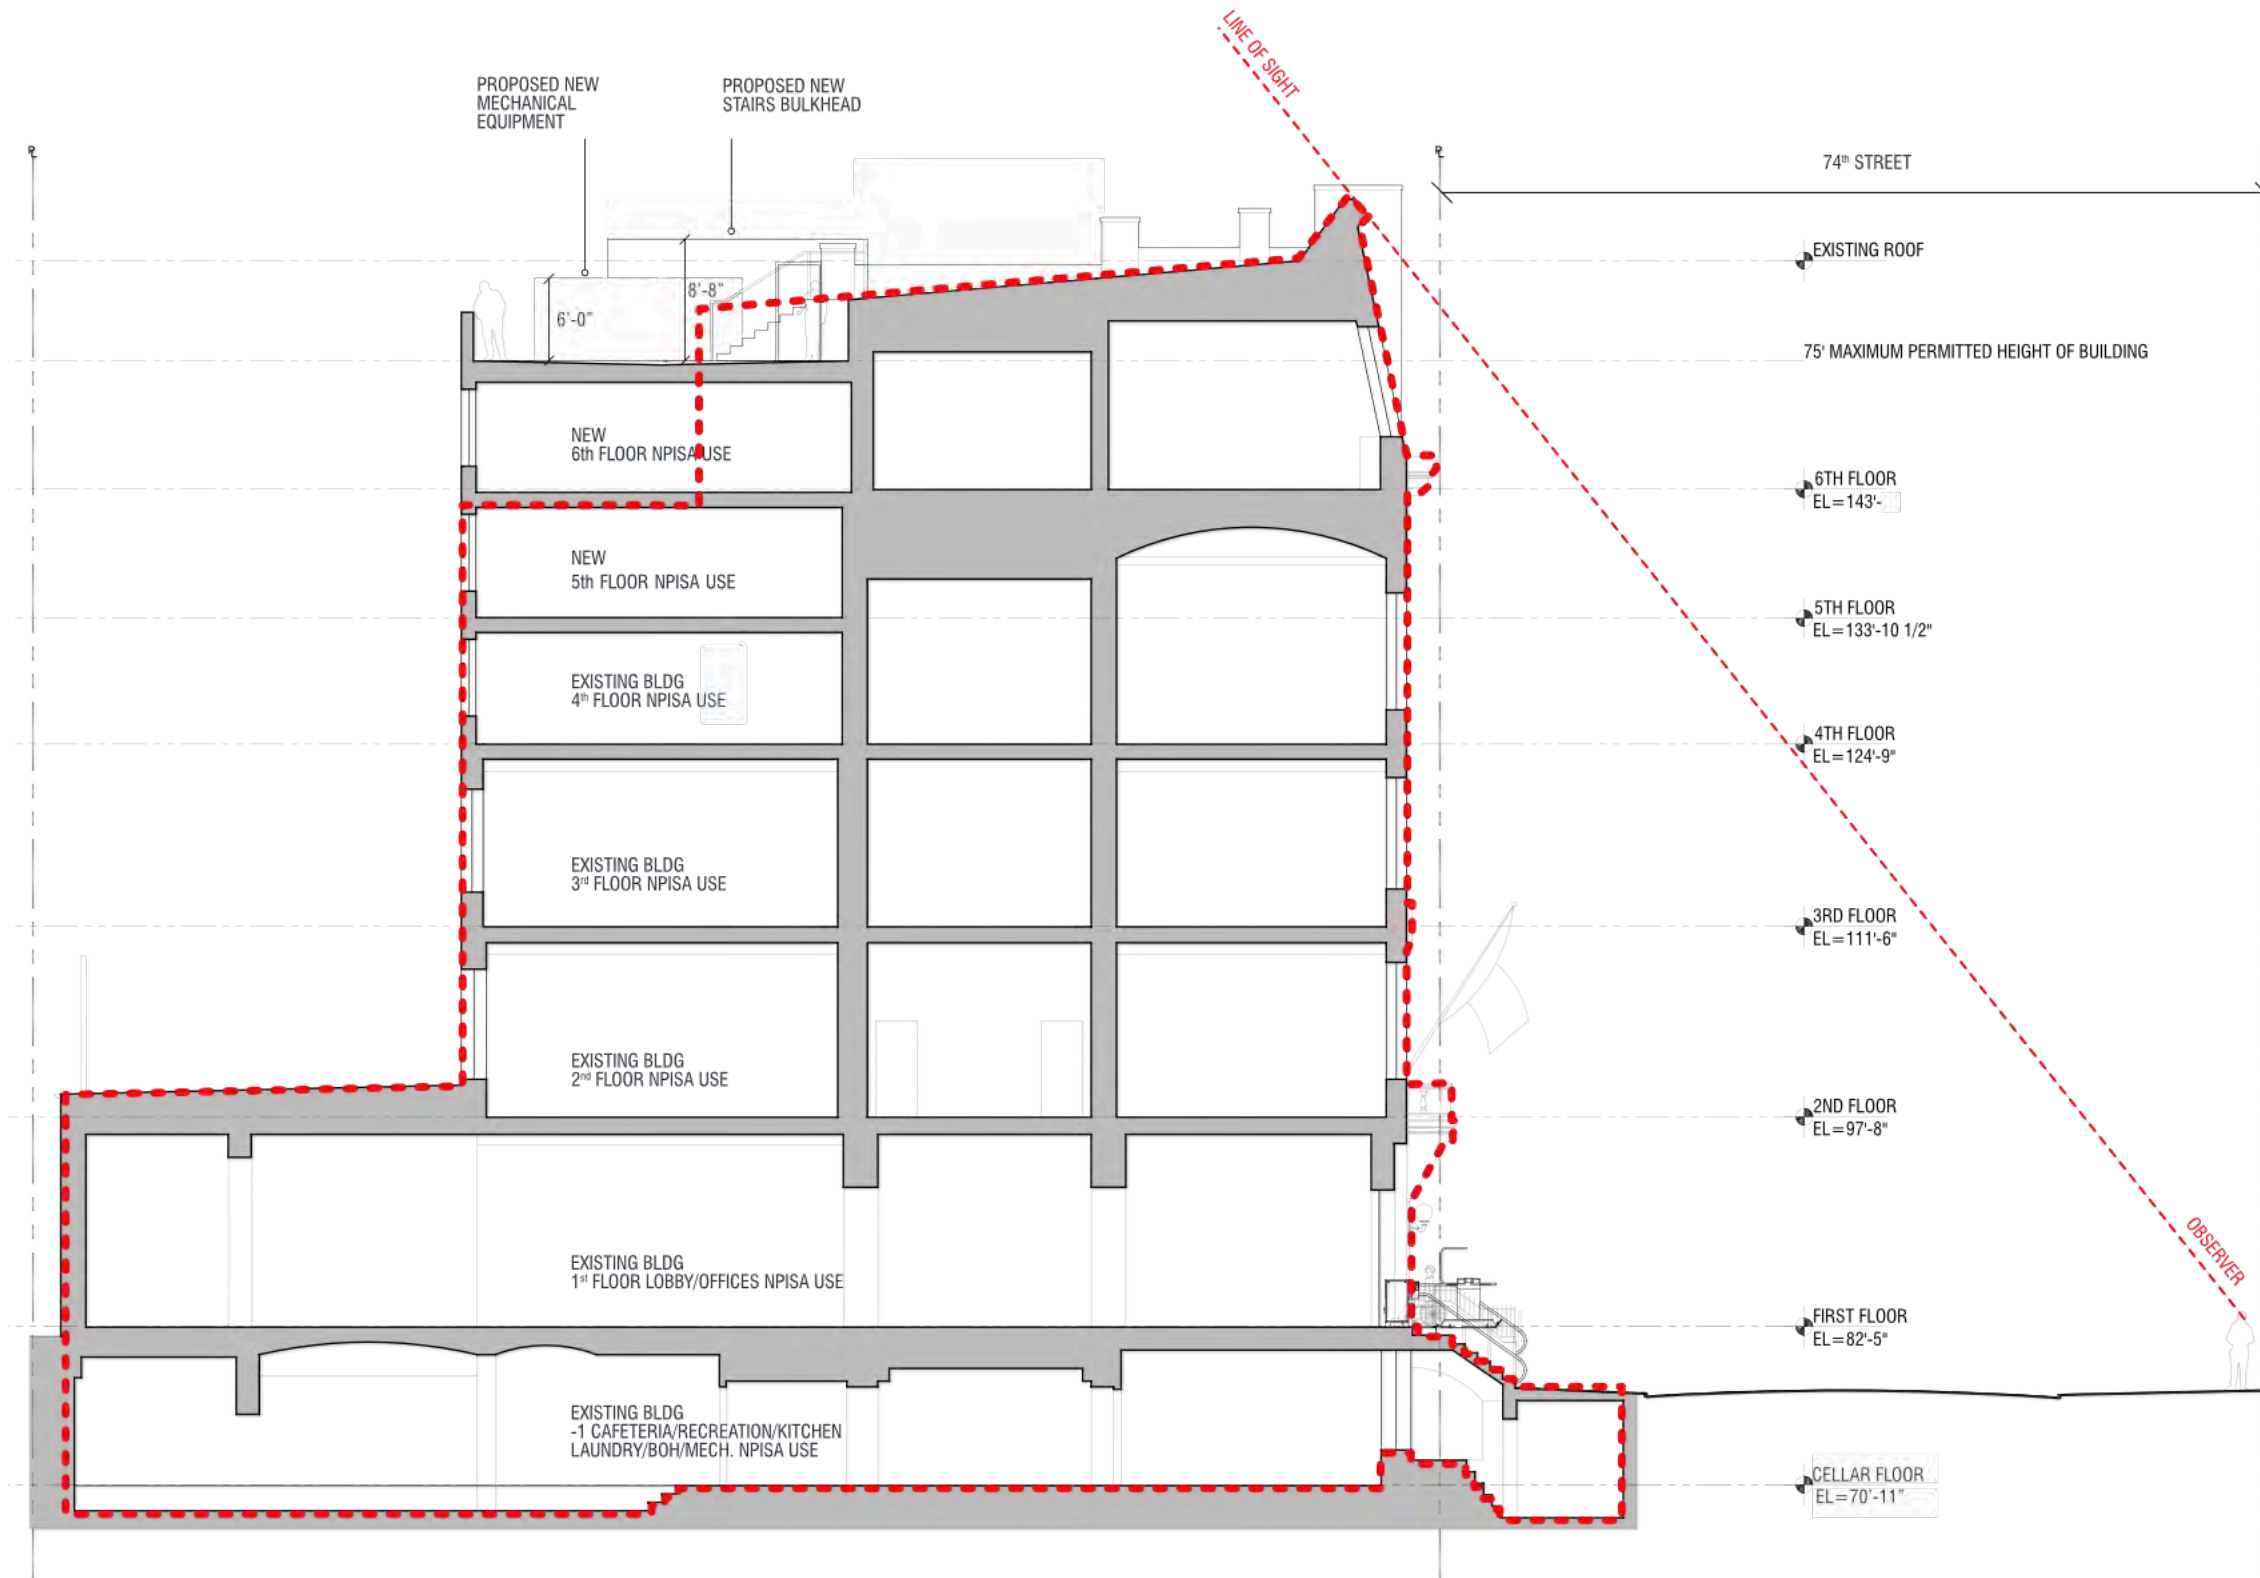 LINE OF SIGHT
PROPOSED NEW
MECHANICAL
EQUIPMENT
PROPOSED NEW
STAIRS BULKHEAD
74th STREET
EXISTING ROOF
8'-8"
6'-0"
75' MAXIMUM PERMITTED HEIGHT OF BUILDING
NEW
6th FLOOR NPISA USE
6TH FLOOR
EL=143'-
NEW
5th FLOOR NPISA USE
5TH FLOOR
EL=133'-10 1/2"
EXISTING BLDG
4th FLOOR NPISA USE
4TH FLOOR
EL=124'-9"
EXISTING BLDG
3rd FLOOR NPISA USE
3RD FLOOR
EL=111'-6"
EXISTING BLDG
2nd FLOOR NPISA USE
2ND FLOOR
EL=97'-8"
OBSERVER
EXISTING BLDG
1st FLOOR LOBBY/OFFICES NPISA USE
FIRST FLOOR
EL=82'-5"
EXISTING BLDG
-1 CAFETERIA/RECREATION/KITCHEN
LAUNDRY/BOH/MECH. NPISA USE
CELLAR FLOOR
EL=70'-11"